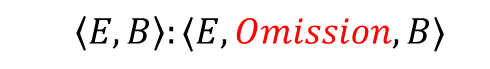 ⟨E, B⟩: ⟨E, Omission, B⟩